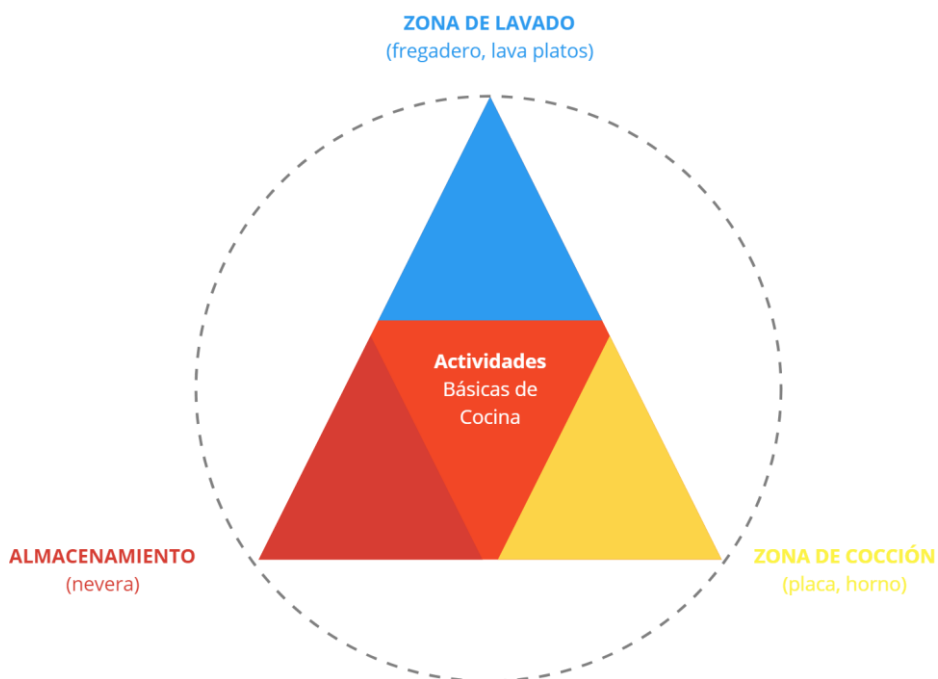 ZONA DE LAVADO
(fregadero, lava platos)
Actividades
Básicas de
Cocina
ALMACENAMIENTO
(nevera)
ZONA DE COCCIÓN
(placa, horno)